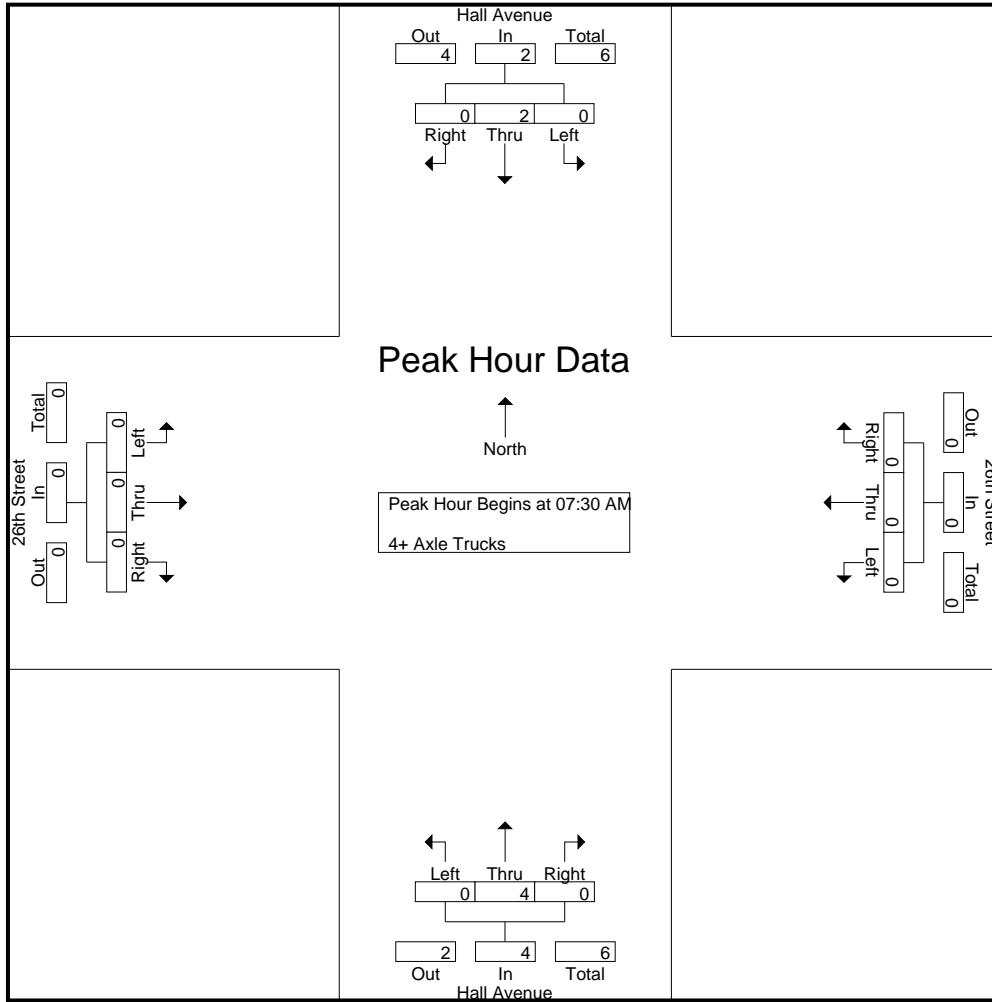 Hall Avenue
Out In Total
4 2 6
0 2 0
Right Thru Left
Peak Hour Data
North
Peak Hour Begins at 07:30 AM
4+ Axle Trucks
26th Street
Total In Out
0 0 0
0 0 0
Left Thru Right
Right Thru Left
0 0 0
Out In Total
0 0 0
26th Street
Left Thru Right
0 4 0
2 4 6
Out In Total
Hall Avenue